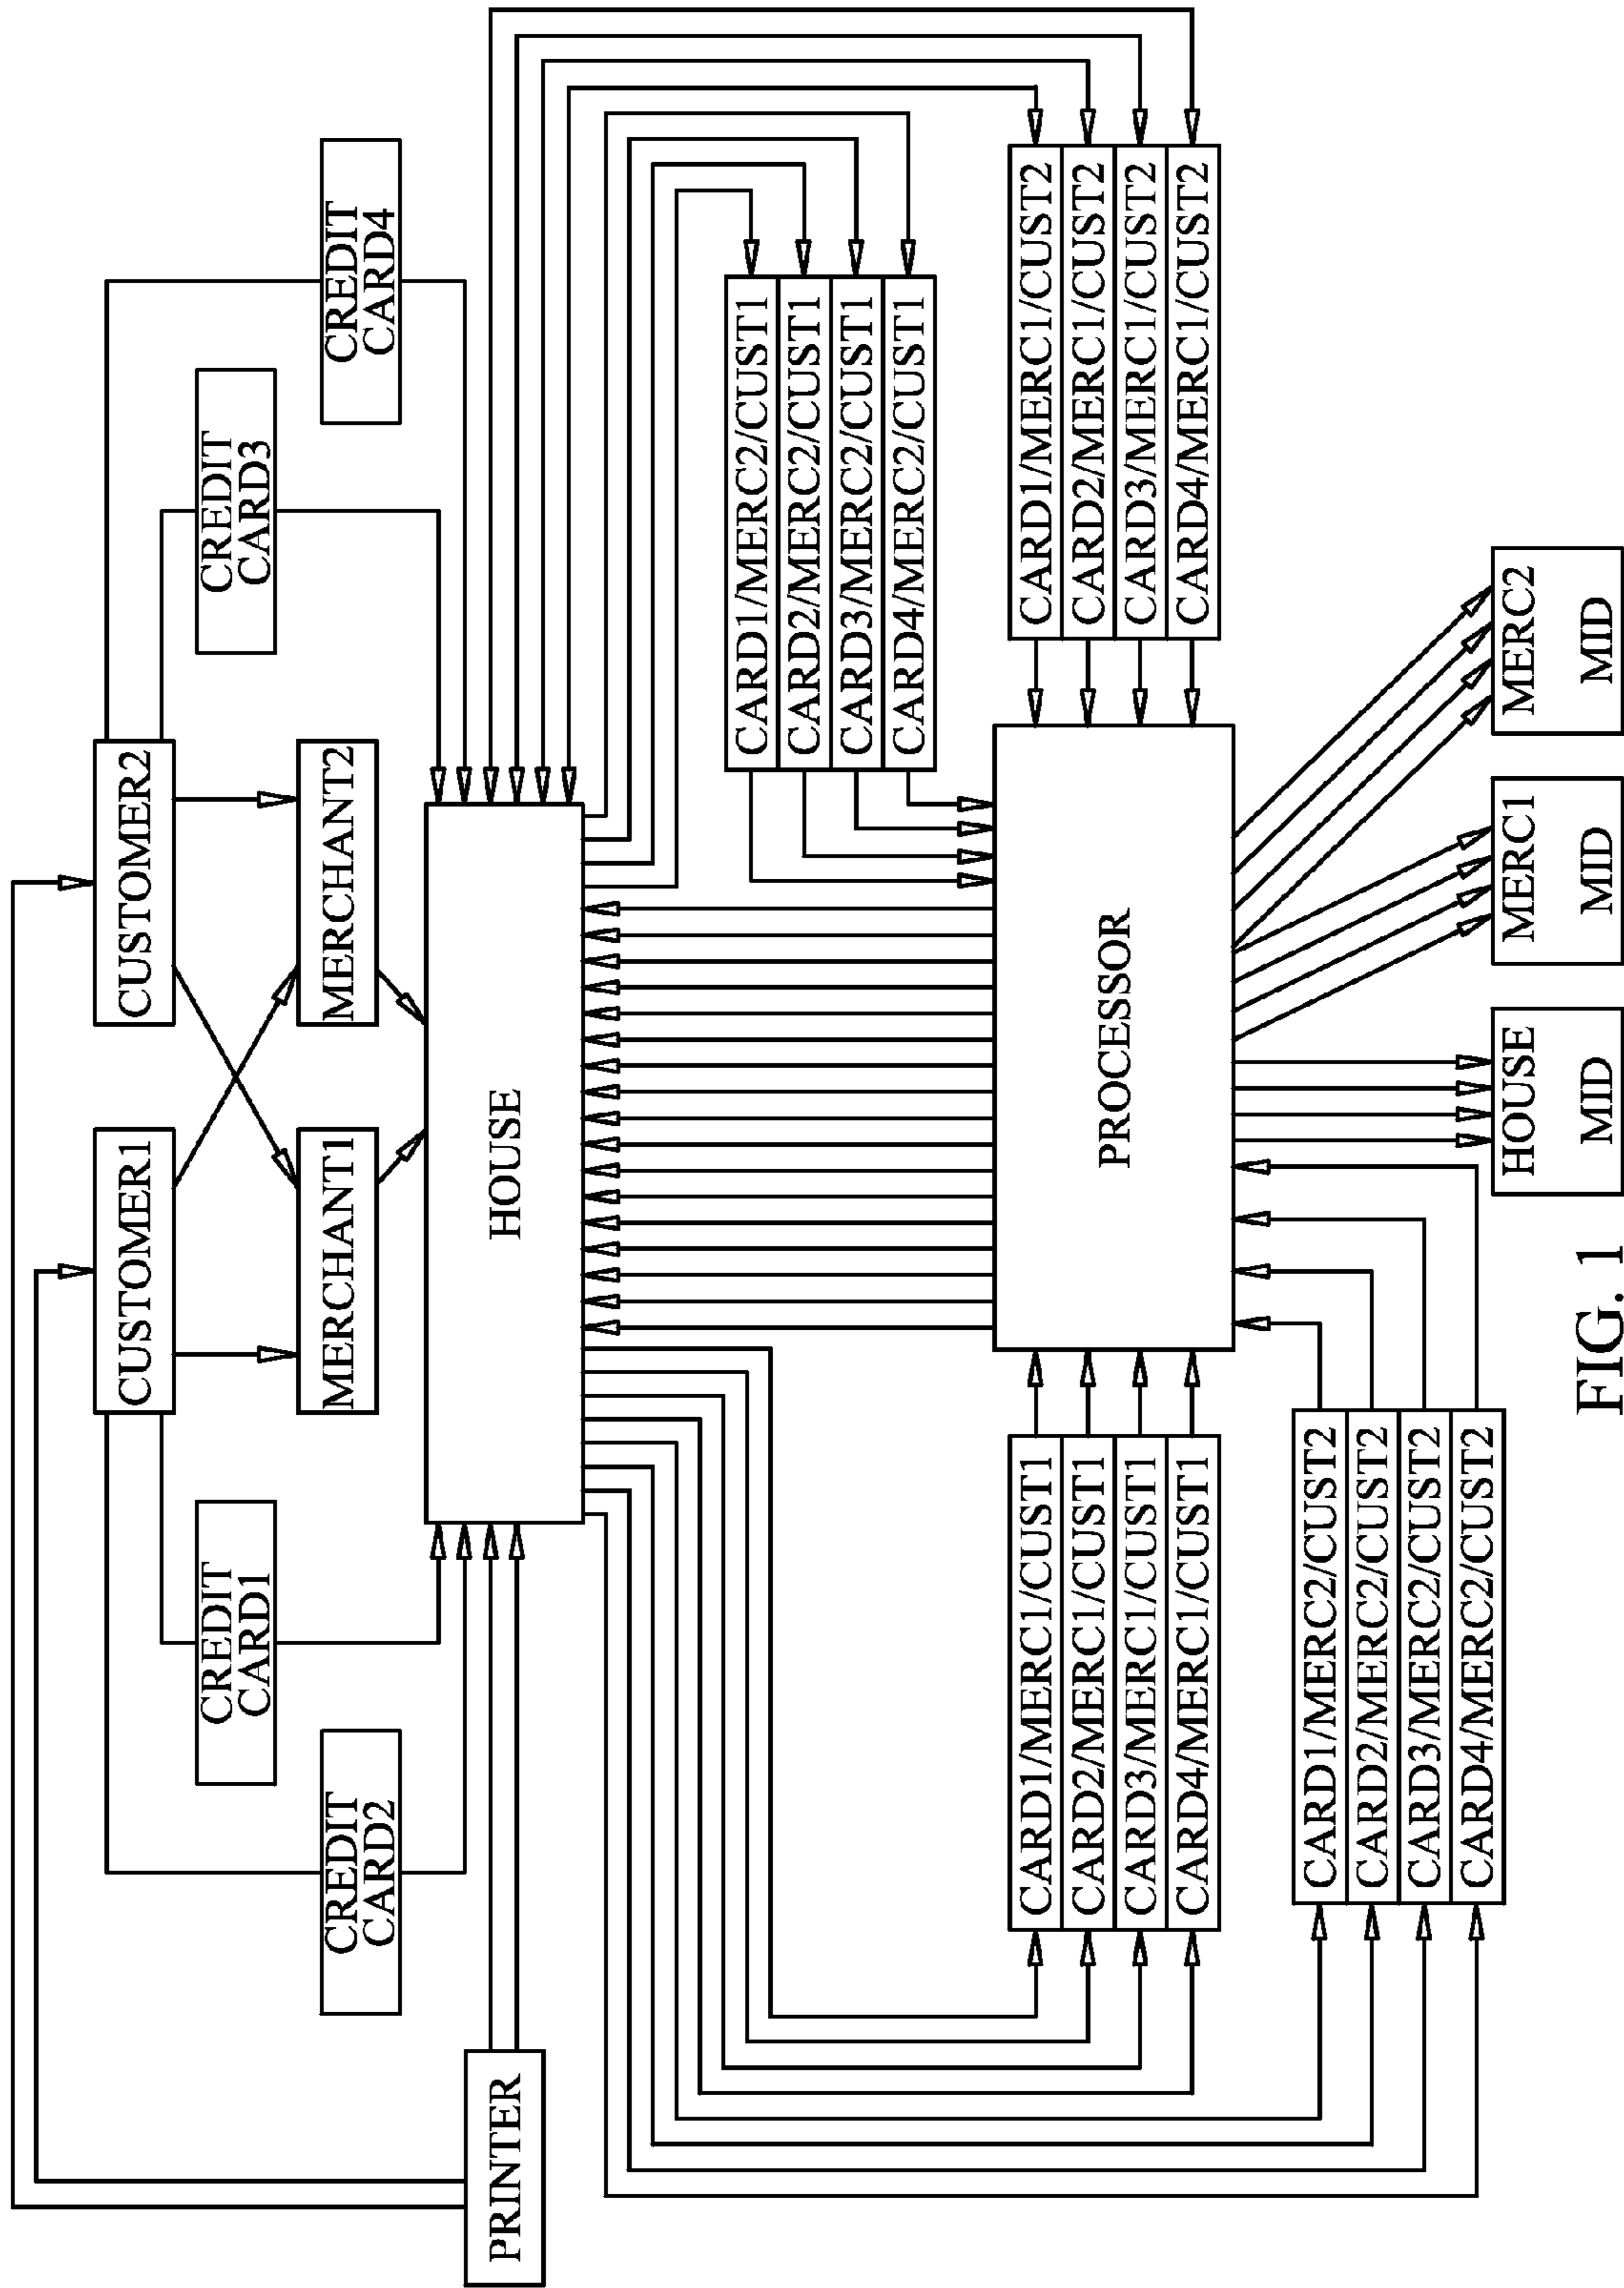 CUSTOMER1
CUSTOMER2
CREDIT
CARD1
CREDIT
CARD3
MERCHANT1
MERCHANT2
CREDIT
CARD2
CREDIT
CARD4
PRINTER
HOUSE
CARD1/MERC2/CUST1
CARD2/MERC2/CUST1
CARD3/MERC2/CUST1
CARD4/MERC2/CUST1
CARD1/MERC1/CUST1
CARD2/MERC1/CUST1
CARD3/MERC1/CUST1
CARD4/MERC1/CUST1
PROCESSOR
CARD1/MERC1/CUST2
CARD2/MERC1/CUST2
CARD3/MERC1/CUST2
CARD4/MERC1/CUST2
CARD1/MERC2/CUST2
CARD2/MERC2/CUST2
CARD3/MERC2/CUST2
CARD4/MERC2/CUST2
HOUSE
MID
MERC1
MID
MERC2
MID
FIG. 1